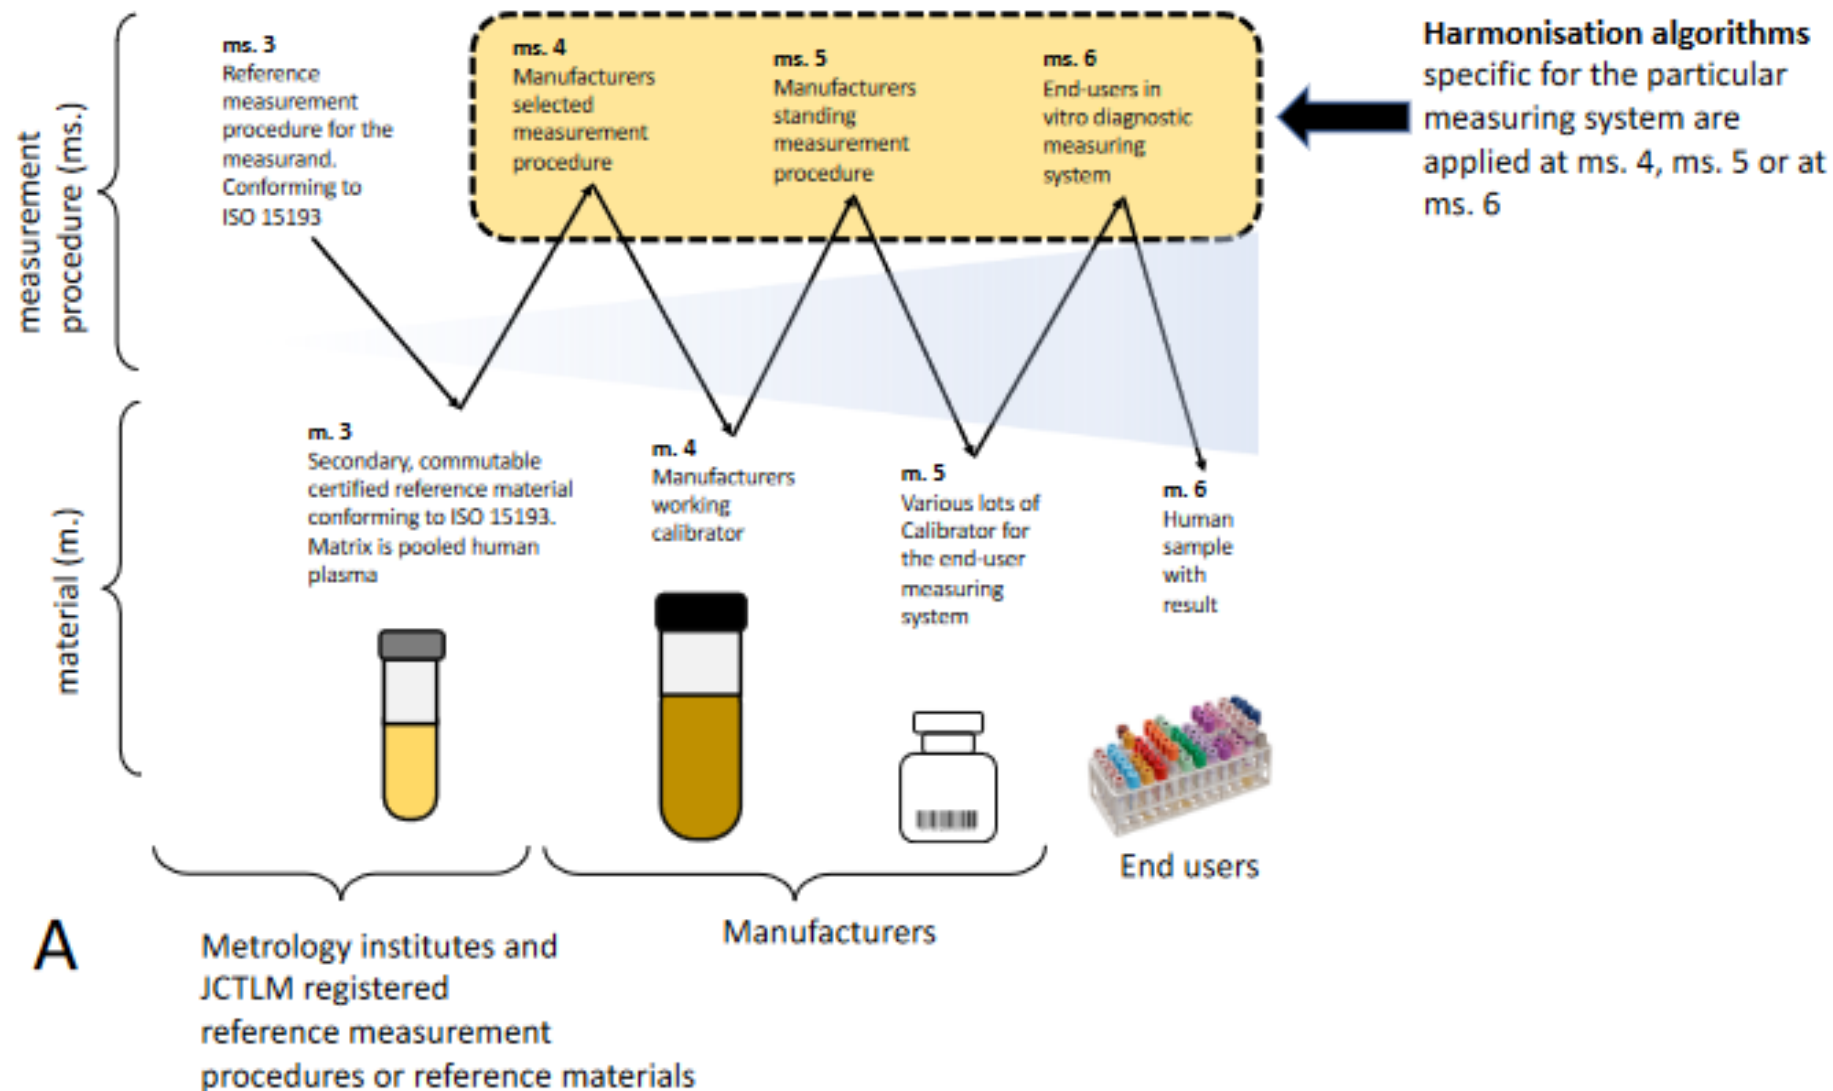 measurement
procedure (ms.)
ms. 3
Reference
measurement
procedure for the
measurand.
Conforming to
ISO 15193
ms. 4
Manufacturers
selected
measurement
procedure
ms. 5
Manufacturers
standing
measurement
procedure
ms. 6
End-users in
vitro diagnostic
measuring
system
Harmonisation algorithms
specific for the particular
measuring system are
applied at ms. 4, ms. 5 or at
ms. 6
material (m.)
m. 3
Secondary, commutable
certified reference material
conforming to ISO 15193.
Matrix is pooled human
plasma
m. 4
Manufacturers
working
calibrator
m. 5
Various lots of
Calibrator for
the end-user
measuring
system
m. 6
Human
sample
with
result
End users
Manufacturers
A
Metrology institutes and
JCTLM registered
reference measurement
procedures or reference materials